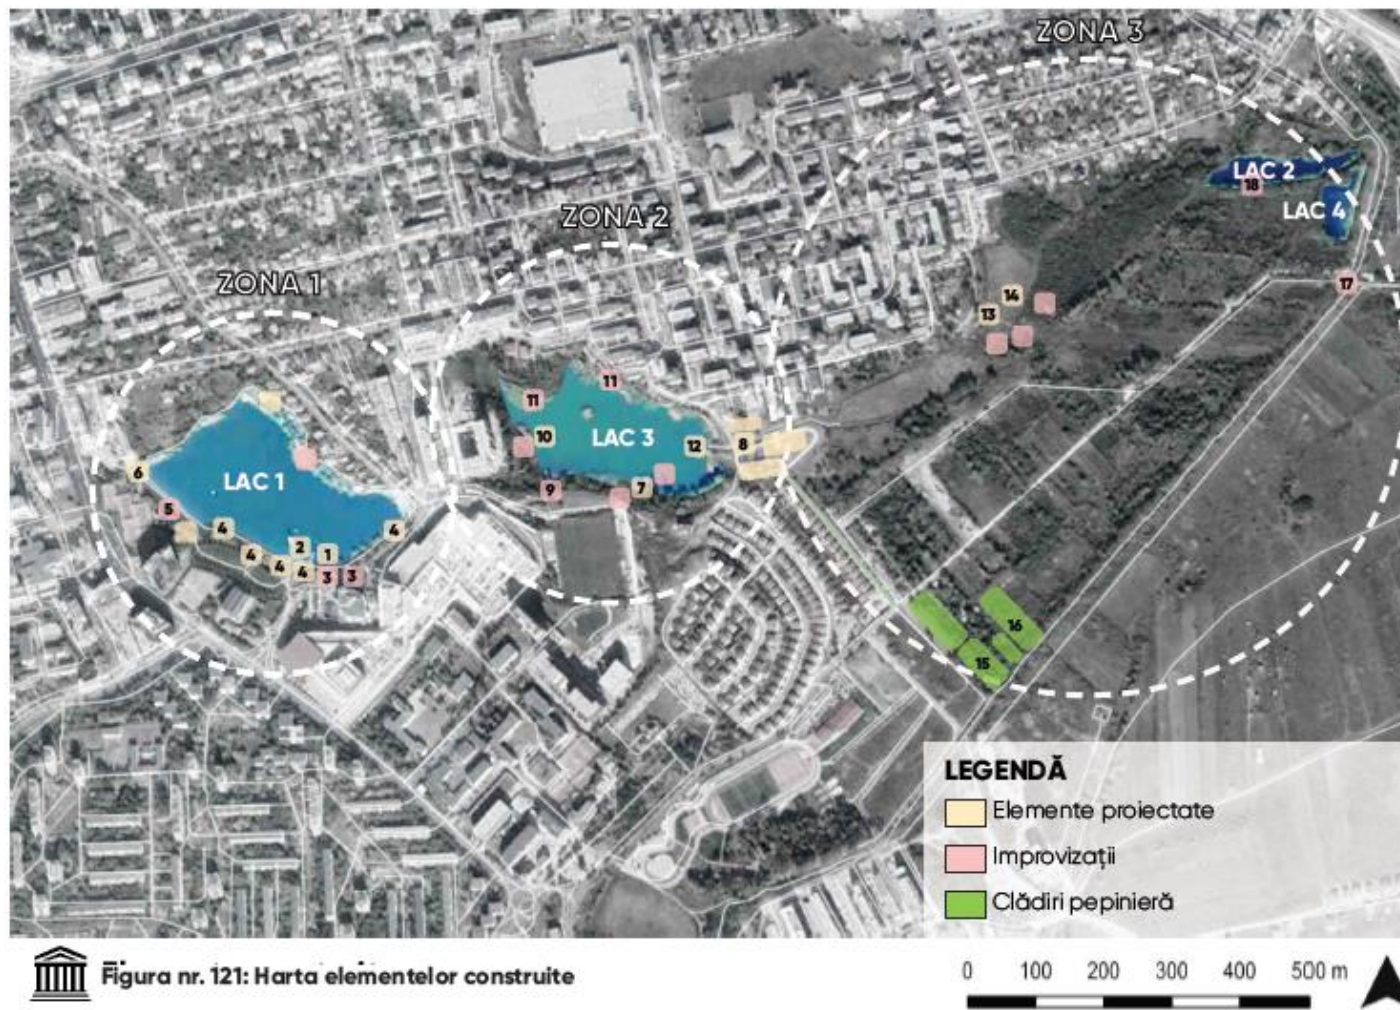 ZONA 3
LAC 2
18
LAC 4
ZONA 2
ZONA 1
17
14
13
11
11
10
LAC 3
12
8
6
LAC 1
9
7
5
4
4
4
2
1
4
4
3
3
16
15
LEGENDĂ
Elemente proiectate
Improvizații
Clădiri pepinieră
Figura nr. 121: Harta elementelor construite
0 100 200 300 400 500 m